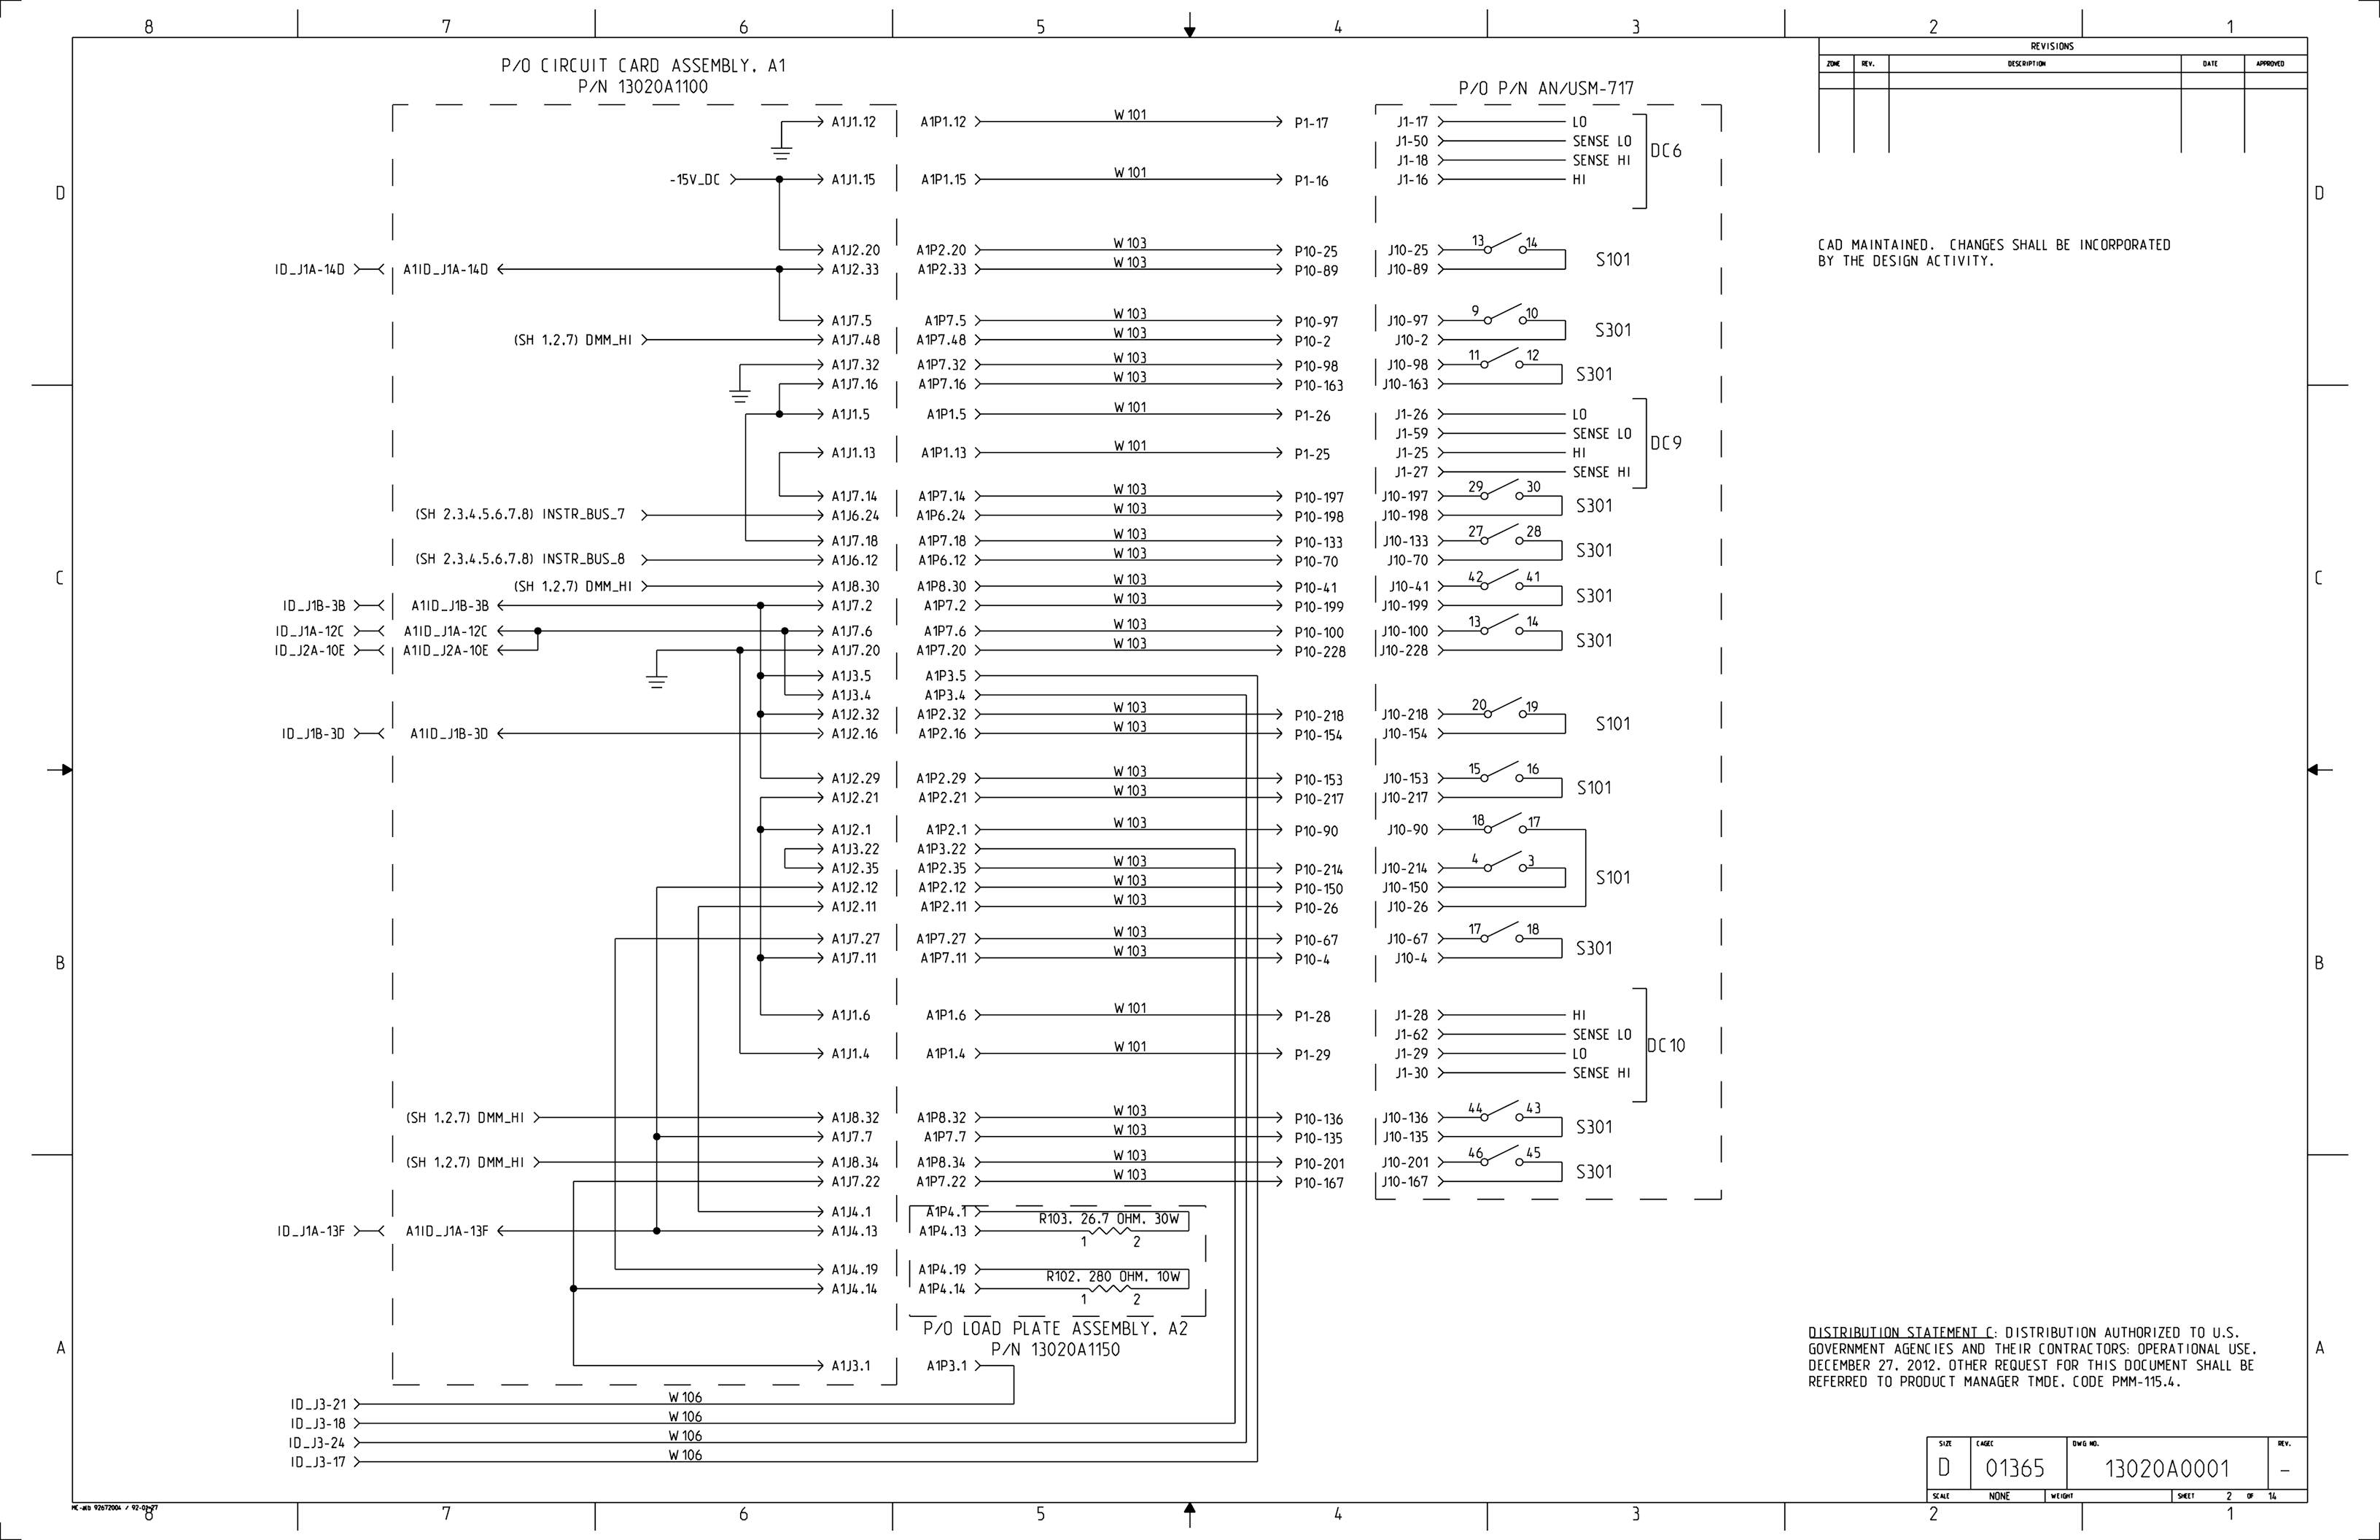 8 7 6 5 4 3 2 1
REVISIONS
ZONE REV. DESCRIPTION DATE APPROVED
P/O CIRCUIT CARD ASSEMBLY, A1
P/N 13020A1100
P/O P/N AN/USM-717
A1J1.12 A1P1.12 W101 P1-17 J1-17 LO
J1-50 SENSE LO
DC6
J1-18 SENSE HI
-15V_DC A1J1.15 A1P1.15 W101 P1-16 J1-16 HI
D D
CAD MAINTAINED. CHANGES SHALL BE INCORPORATED
BY THE DESIGN ACTIVITY.
A1J2.20 A1P2.20 W103 P10-25 J10-25 13 14
S101
ID_J1A-14D A1ID_J1A-14D A1J2.33 A1P2.33 W103 P10-89 J10-89
A1J7.5 A1P7.5 W103 P10-97 J10-97 9 10
S301
(SH 1,2,7) DMM_HI A1J7.48 A1P7.48 W103 P10-2 J10-2
A1J7.32 A1P7.32 W103 P10-98 J10-98 11 12
S301
A1J7.16 A1P7.16 W103 P10-163 J10-163
A1J1.5 A1P1.5 W101 P1-26 J1-26 LO
J1-59 SENSE LO
DC9
A1J1.13 A1P1.13 W101 P1-25 J1-25 HI
J1-27 SENSE HI
A1J7.14 A1P7.14 W103 P10-197 J10-197 29 30
S301
(SH 2,3,4,5,6,7,8) INSTR_BUS_7 A1J6.24 A1P6.24 W103 P10-198 J10-198
A1J7.18 A1P7.18 W103 P10-133 J10-133 27 28
S301
(SH 2,3,4,5,6,7,8) INSTR_BUS_8 A1J6.12 A1P6.12 W103 P10-70 J10-70
C C
(SH 1,2,7) DMM_HI A1J8.30 A1P8.30 W103 P10-41 J10-41 42 41
S301
ID_J1B-3B A1ID_J1B-3B A1J7.2 A1P7.2 W103 P10-199 J10-199
ID_J1A-12C A1ID_J1A-12C A1J7.6 A1P7.6 W103 P10-100 J10-100 13 14
S301
ID_J2A-10E A1ID_J2A-10E A1J7.20 A1P7.20 W103 P10-228 J10-228
A1J3.5 A1P3.5
A1J3.4 A1P3.4
A1J2.32 A1P2.32 W103 P10-218 J10-218 20 19
S101
ID_J1B-3D A1ID_J1B-3D A1J2.16 A1P2.16 W103 P10-154 J10-154
A1J2.29 A1P2.29 W103 P10-153 J10-153 15 16
S101
A1J2.21 A1P2.21 W103 P10-217 J10-217
A1J2.1 A1P2.1 W103 P10-90 J10-90 18 17
A1J3.22 A1P3.22
A1J2.35 A1P2.35 W103 P10-214 J10-214 4 3
S101
A1J2.12 A1P2.12 W103 P10-150 J10-150
A1J2.11 A1P2.11 W103 P10-26 J10-26
A1J7.27 A1P7.27 W103 P10-67 J10-67 17 18
S301
A1J7.11 A1P7.11 W103 P10-4 J10-4
B B
A1J1.6 A1P1.6 W101 P1-28 J1-28 HI
J1-62 SENSE LO
DC10
A1J1.4 A1P1.4 W101 P1-29 J1-29 LO
J1-30 SENSE HI
(SH 1,2,7) DMM_HI A1J8.32 A1P8.32 W103 P10-136 J10-136 44 43
S301
A1J7.7 A1P7.7 W103 P10-135 J10-135
(SH 1,2,7) DMM_HI A1J8.34 A1P8.34 W103 P10-201 J10-201 46 45
S301
A1J7.22 A1P7.22 W103 P10-167 J10-167
A1J4.1 A1P4.1
R103, 26.7 OHM, 30W
ID_J1A-13F A1ID_J1A-13F A1J4.13 A1P4.13
1 2
A1J4.19 A1P4.19
R102, 280 OHM, 10W
A1J4.14 A1P4.14
1 2
P/O LOAD PLATE ASSEMBLY, A2
P/N 13020A1150
A A
A1J3.1 A1P3.1
DISTRIBUTION STATEMENT C: DISTRIBUTION AUTHORIZED TO U.S.
GOVERNMENT AGENCIES AND THEIR CONTRACTORS: OPERATIONAL USE,
DECEMBER 27, 2012. OTHER REQUEST FOR THIS DOCUMENT SHALL BE
REFERRED TO PRODUCT MANAGER TMDE, CODE PMM-115.4.
ID_J3-21 W106
ID_J3-18 W106
ID_J3-24 W106
ID_J3-17 W106
SIZE CAGEC DWG NO. REV.
D 01365 13020A0001 -
SCALE NONE WEIGHT SHEET 2 OF 14
8 7 6 5 4 3 2 1